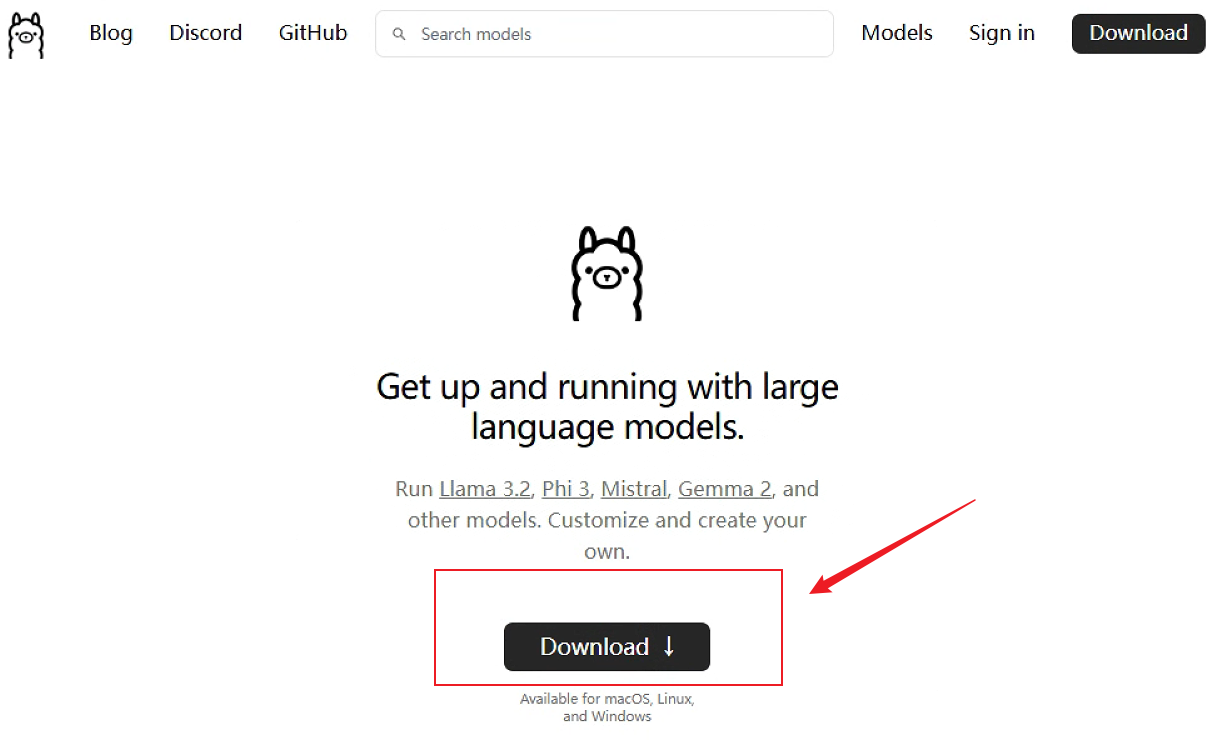 Blog Discord GitHub Search models Models Sign in Download
Get up and running with large
language models.
Run Llama 3.2, Phi 3, Mistral, Gemma 2, and
other models. Customize and create your
own.
Download ↓
Available for macOS, Linux,
and Windows